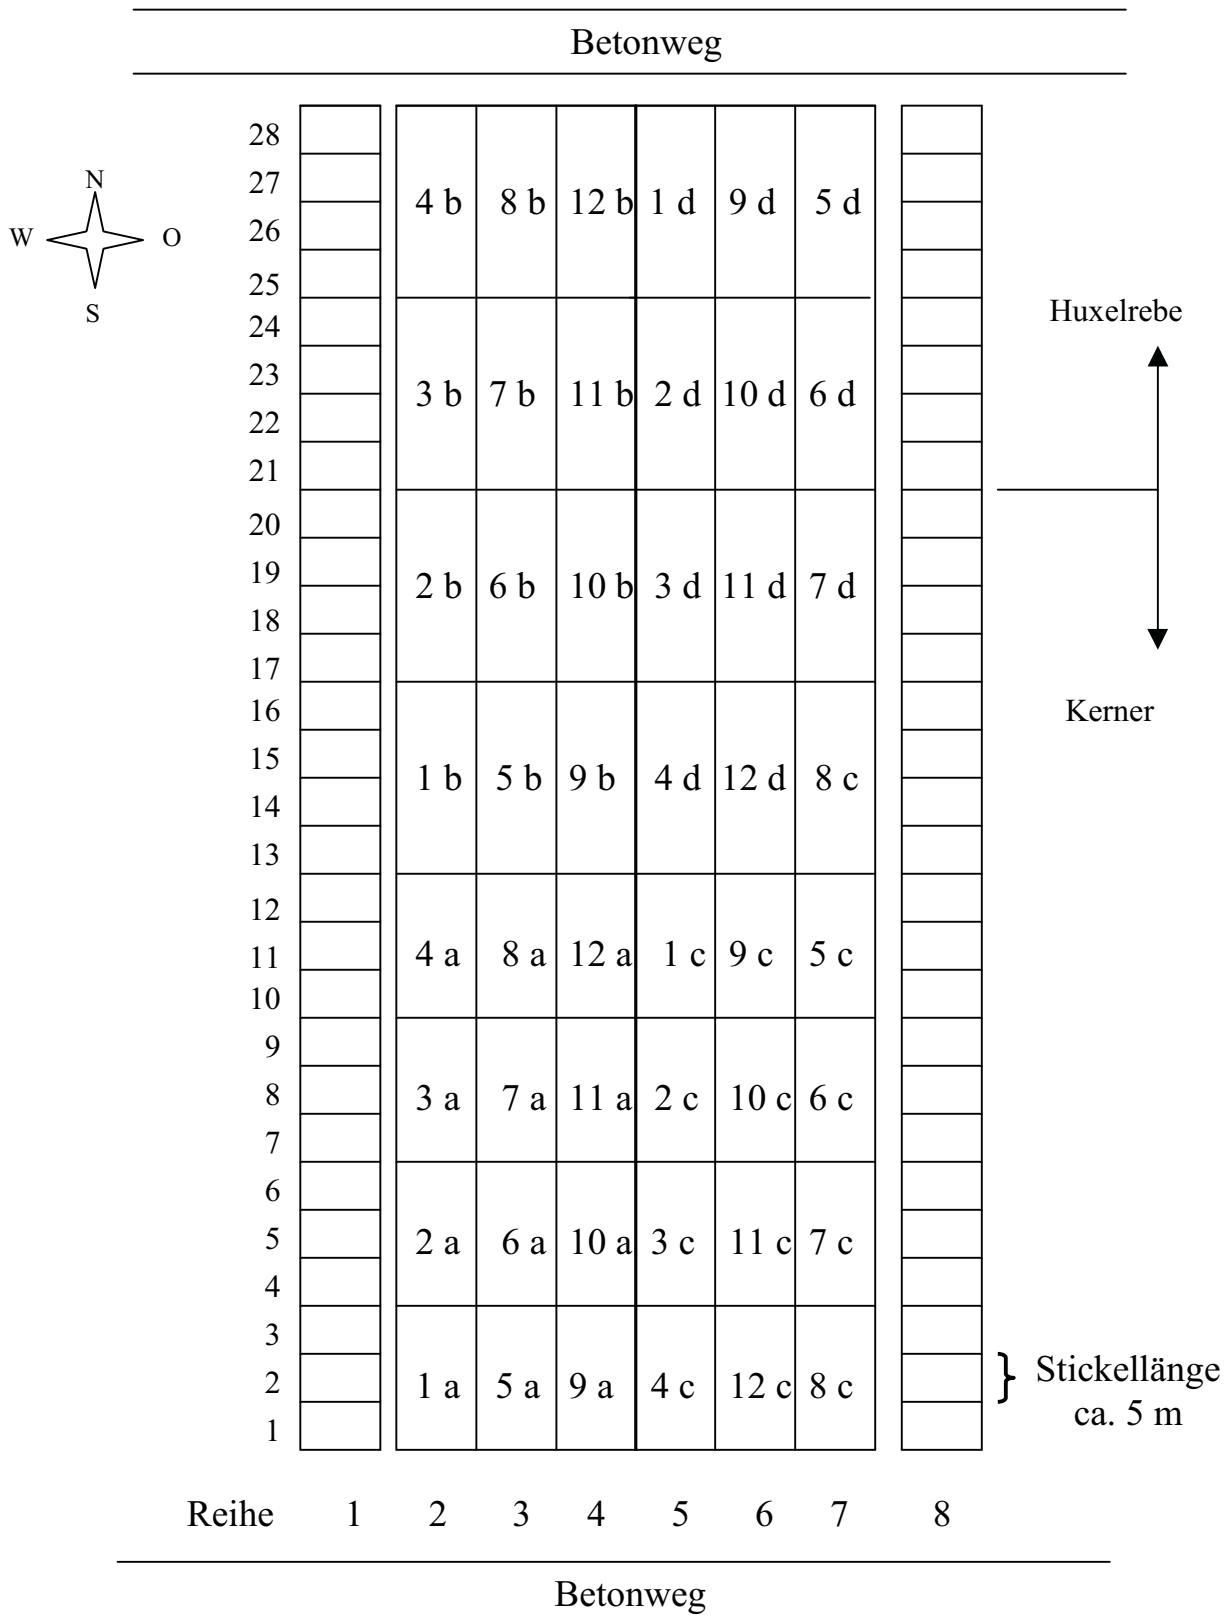 Betonweg
28
27
N
4 b 8 b 12 b 1 d 9 d 5 d
W O
26
25
S
Huxelrebe
24
23
3 b 7 b 11 b 2 d 10 d 6 d
22
21
20
19
2 b 6 b 10 b 3 d 11 d 7 d
18
17
16
Kerner
15
1 b 5 b 9 b 4 d 12 d 8 c
14
13
12
11 4 a 8 a 12 a 1 c 9 c 5 c
10
9
8 3 a 7 a 11 a 2 c 10 c 6 c
7
6
5 2 a 6 a 10 a 3 c 11 c 7 c
4
3
2 1 a 5 a 9 a 4 c 12 c 8 c } Stickellänge
ca. 5 m
1
Reihe 1 2 3 4 5 6 7 8
Betonweg